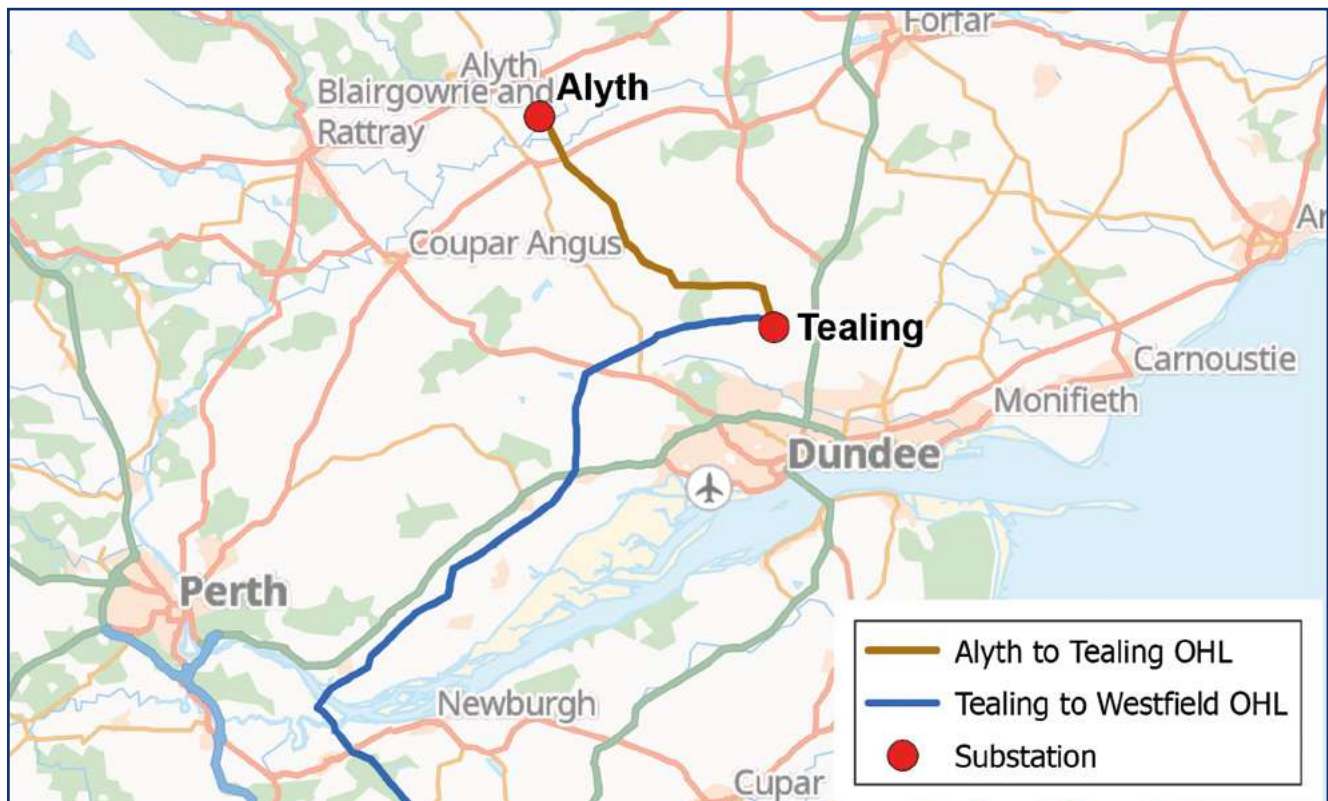 Forfar
Alyth
Alyth
Blairgowrie and
Rattray
Coupar Angus
Ar
Tealing
Carnoustie
Monifieth
Dundee
Perth
Newburgh
Cupar
Alyth to Tealing OHL
Tealing to Westfield OHL
Substation